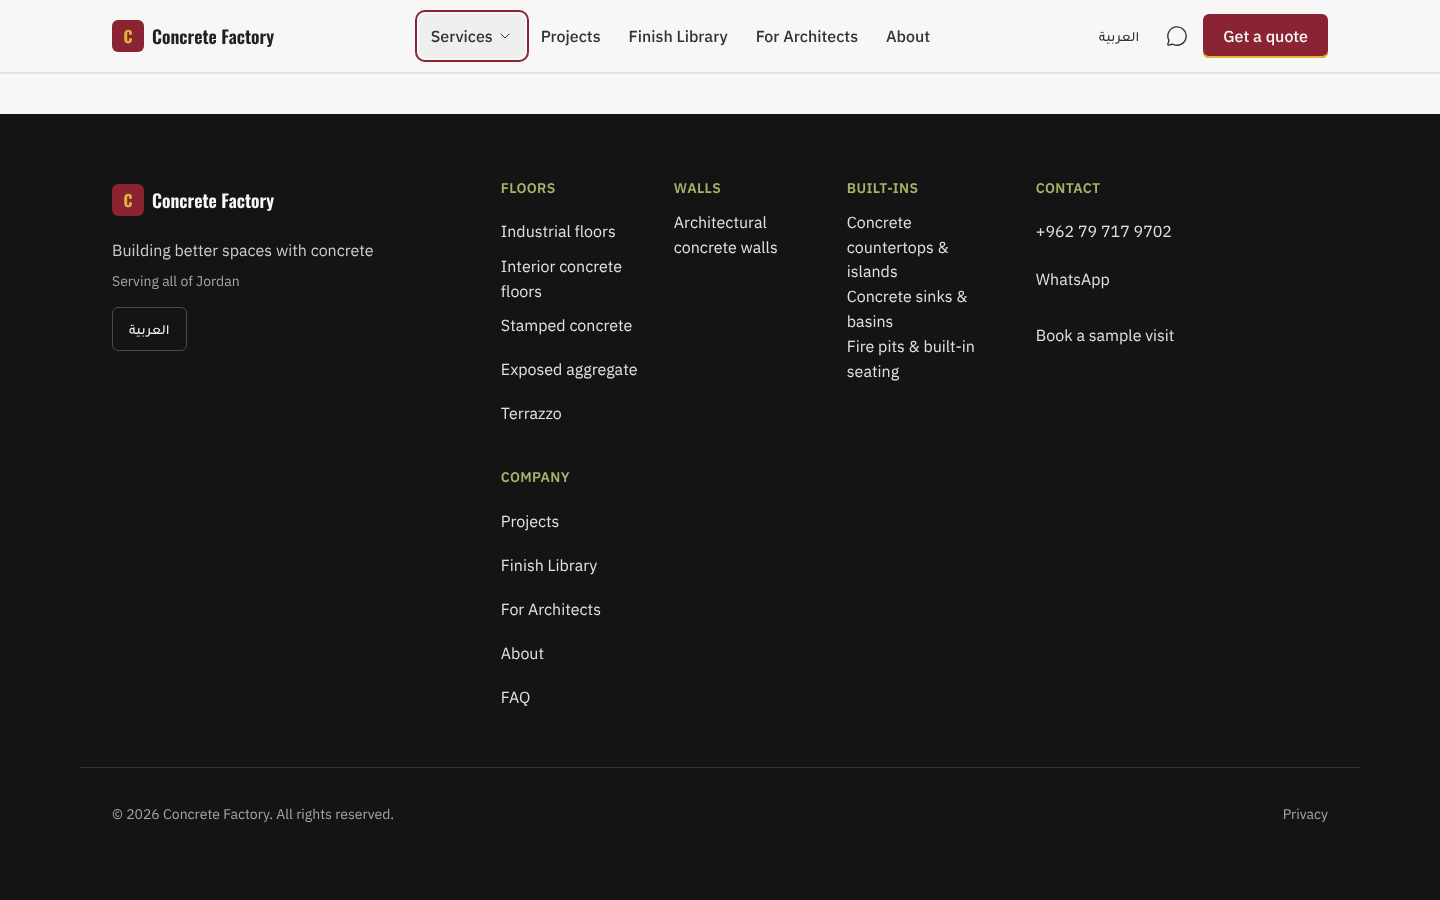 C Concrete Factory
Services
Projects
Finish Library
For Architects
About
العربية
Get a quote
C Concrete Factory
Building better spaces with concrete
Serving all of Jordan
العربية
FLOORS
Industrial floors
Interior concrete
floors
Stamped concrete
Exposed aggregate
Terrazzo
WALLS
Architectural
concrete walls
BUILT-INS
Concrete
countertops &
islands
Concrete sinks &
basins
Fire pits & built-in
seating
CONTACT
+962 79 717 9702
WhatsApp
Book a sample visit
COMPANY
Projects
Finish Library
For Architects
About
FAQ
© 2026 Concrete Factory. All rights reserved.
Privacy